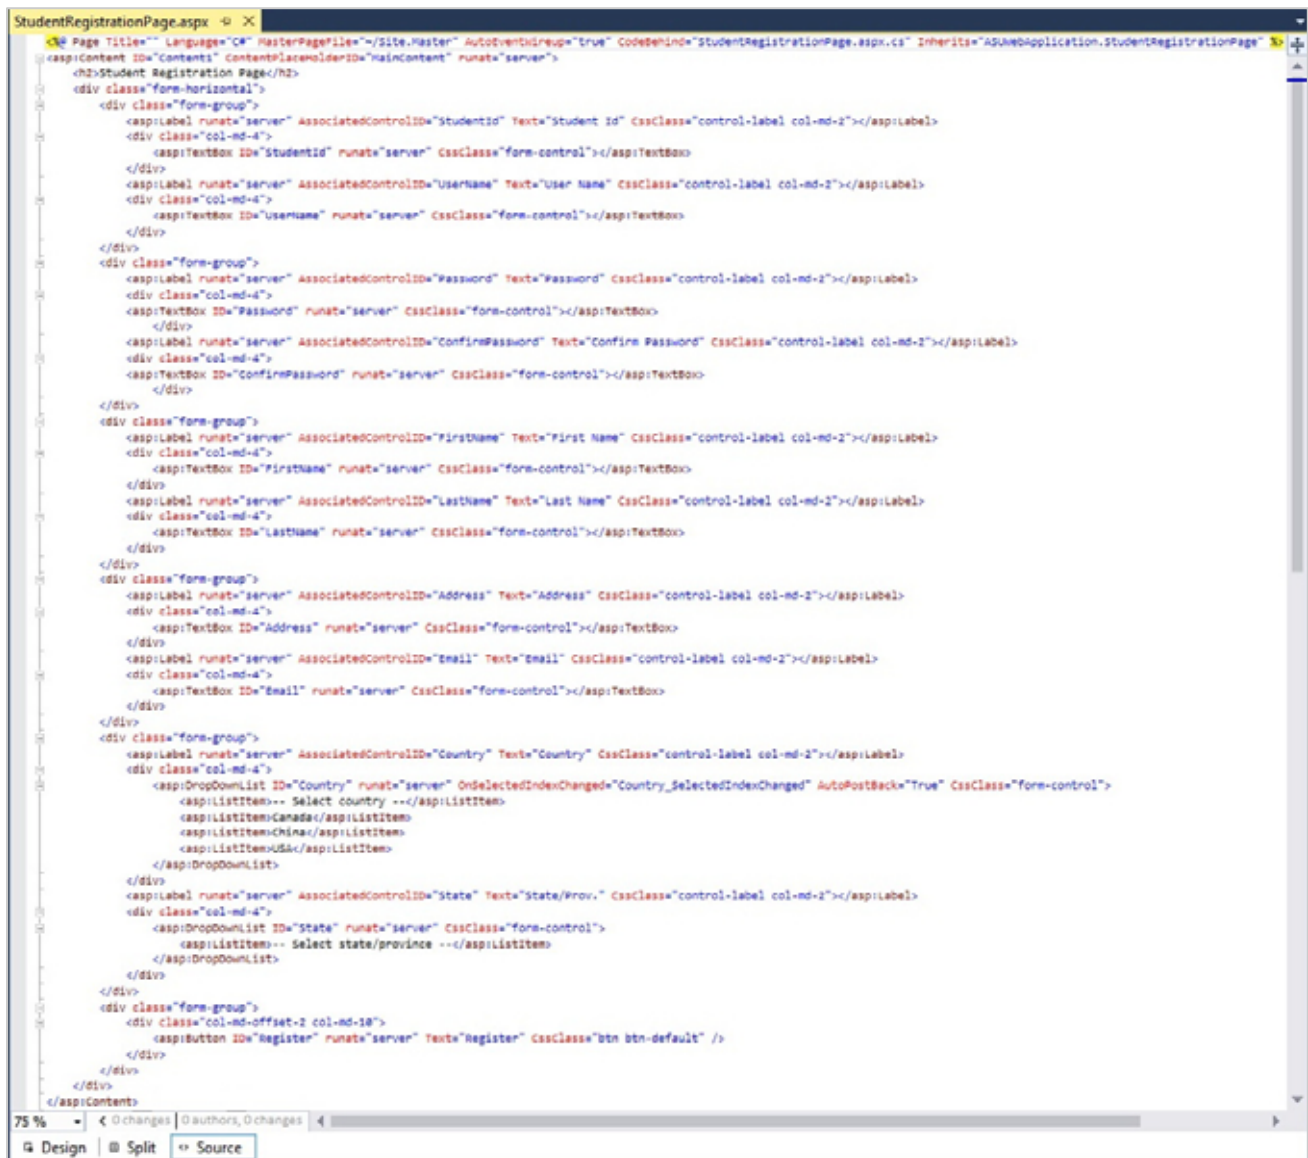 StudentRegistrationPage.aspx
<%@ Page Title="" Language="C#" MasterPageFile="~/Site.Master" AutoEventWireup="true" CodeBehind="StudentRegistrationPage.aspx.cs" Inherits="ASUWebApplication.StudentRegistrationPage" %>
<asp:Content ID="Contents" ContentPlaceHolderID="MainContent" runat="server">
<h2>Student Registration Page</h2>
<div class="form-horizontal">
<div class="form-group">
<asp:Label runat="server" AssociatedControlID="StudentId" Text="Student Id" CssClass="control-label col-md-2"></asp:Label>
<div class="col-md-4">
<asp:TextBox ID="StudentId" runat="server" CssClass="form-control"></asp:TextBox>
</div>
<asp:Label runat="server" AssociatedControlID="UserName" Text="User Name" CssClass="control-label col-md-2"></asp:Label>
<div class="col-md-4">
<asp:TextBox ID="UserName" runat="server" CssClass="form-control"></asp:TextBox>
</div>
</div>
<div class="form-group">
<asp:Label runat="server" AssociatedControlID="Password" Text="Password" CssClass="control-label col-md-2"></asp:Label>
<div class="col-md-4">
<asp:TextBox ID="Password" runat="server" CssClass="form-control"></asp:TextBox>
</div>
<asp:Label runat="server" AssociatedControlID="ConfirmPassword" Text="Confirm Password" CssClass="control-label col-md-2"></asp:Label>
<div class="col-md-4">
<asp:TextBox ID="ConfirmPassword" runat="server" CssClass="form-control"></asp:TextBox>
</div>
</div>
<div class="form-group">
<asp:Label runat="server" AssociatedControlID="FirstName" Text="First Name" CssClass="control-label col-md-2"></asp:Label>
<div class="col-md-4">
<asp:TextBox ID="FirstName" runat="server" CssClass="form-control"></asp:TextBox>
</div>
<asp:Label runat="server" AssociatedControlID="LastName" Text="Last Name" CssClass="control-label col-md-2"></asp:Label>
<div class="col-md-4">
<asp:TextBox ID="LastName" runat="server" CssClass="form-control"></asp:TextBox>
</div>
</div>
<div class="form-group">
<asp:Label runat="server" AssociatedControlID="Address" Text="Address" CssClass="control-label col-md-2"></asp:Label>
<div class="col-md-4">
<asp:TextBox ID="Address" runat="server" CssClass="form-control"></asp:TextBox>
</div>
<asp:Label runat="server" AssociatedControlID="Email" Text="Email" CssClass="control-label col-md-2"></asp:Label>
<div class="col-md-4">
<asp:TextBox ID="Email" runat="server" CssClass="form-control"></asp:TextBox>
</div>
</div>
<div class="form-group">
<asp:Label runat="server" AssociatedControlID="Country" Text="Country" CssClass="control-label col-md-2"></asp:Label>
<div class="col-md-4">
<asp:DropDownList ID="Country" runat="server" OnSelectedIndexChanged="Country_SelectedIndexChanged" AutoPostBack="True" CssClass="form-control">
<asp:ListItem>-- Select country --</asp:ListItem>
<asp:ListItem>Canada</asp:ListItem>
<asp:ListItem>China</asp:ListItem>
<asp:ListItem>USA</asp:ListItem>
</asp:DropDownList>
</div>
<asp:Label runat="server" AssociatedControlID="State" Text="State/Prov." CssClass="control-label col-md-2"></asp:Label>
<div class="col-md-4">
<asp:DropDownList ID="State" runat="server" CssClass="form-control">
<asp:ListItem>-- Select state/province --</asp:ListItem>
</asp:DropDownList>
</div>
</div>
<div class="form-group">
<div class="col-md-offset-2 col-md-10">
<asp:Button ID="Register" runat="server" Text="Register" CssClass="btn btn-default" />
</div>
</div>
</div>
</asp:Content>
75 % 0 changes | 0 authors, 0 changes
Design Split Source